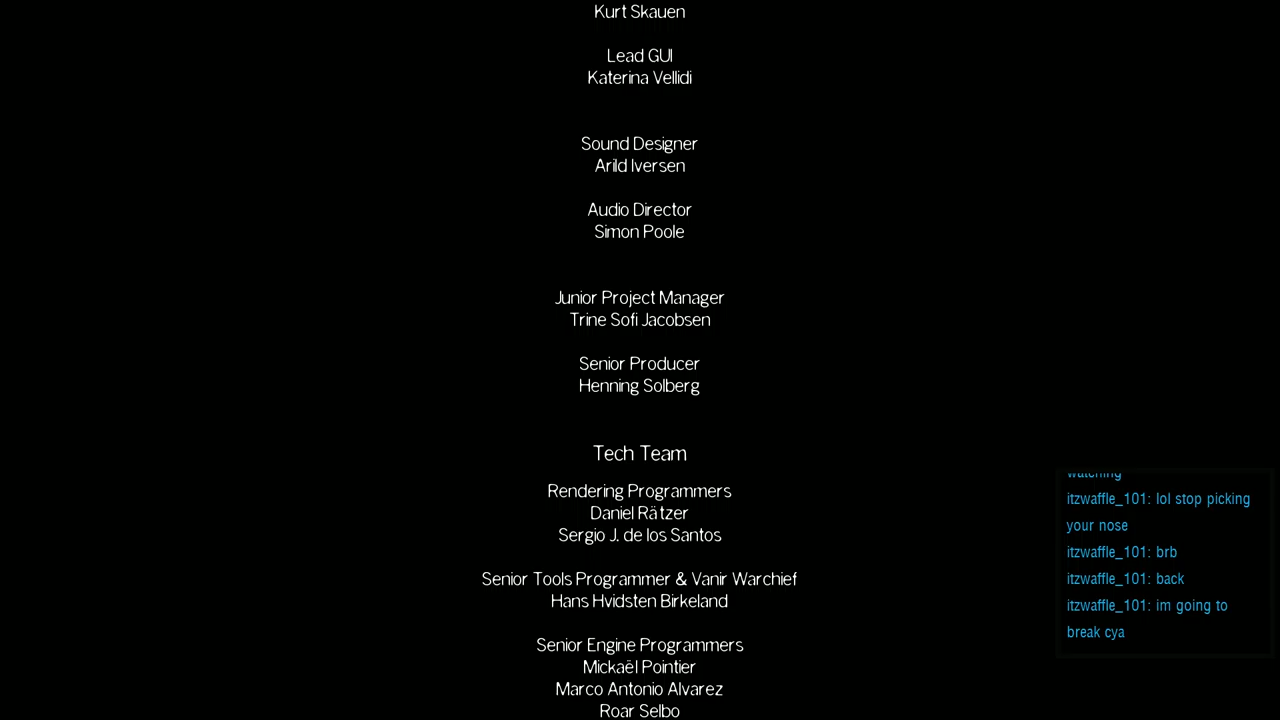 Kurt Skauen
Lead GUI
Katerina Vellidi
Sound Designer
Arild Iversen
Audio Director
Simon Poole
Junior Project Manager
Trine Sofi Jacobsen
Senior Producer
Henning Solberg
Tech Team
Rendering Programmers
Daniel Rätzer
Sergio J. de los Santos
Senior Tools Programmer & Vanir Warchief
Hans Hvidsten Birkeland
Senior Engine Programmers
Mickaël Pointier
Marco Antonio Alvarez
Roar Selbo
watching
itzwaffle_101: lol stop picking
your nose
itzwaffle_101: brb
itzwaffle_101: back
itzwaffle_101: im going to
break cya